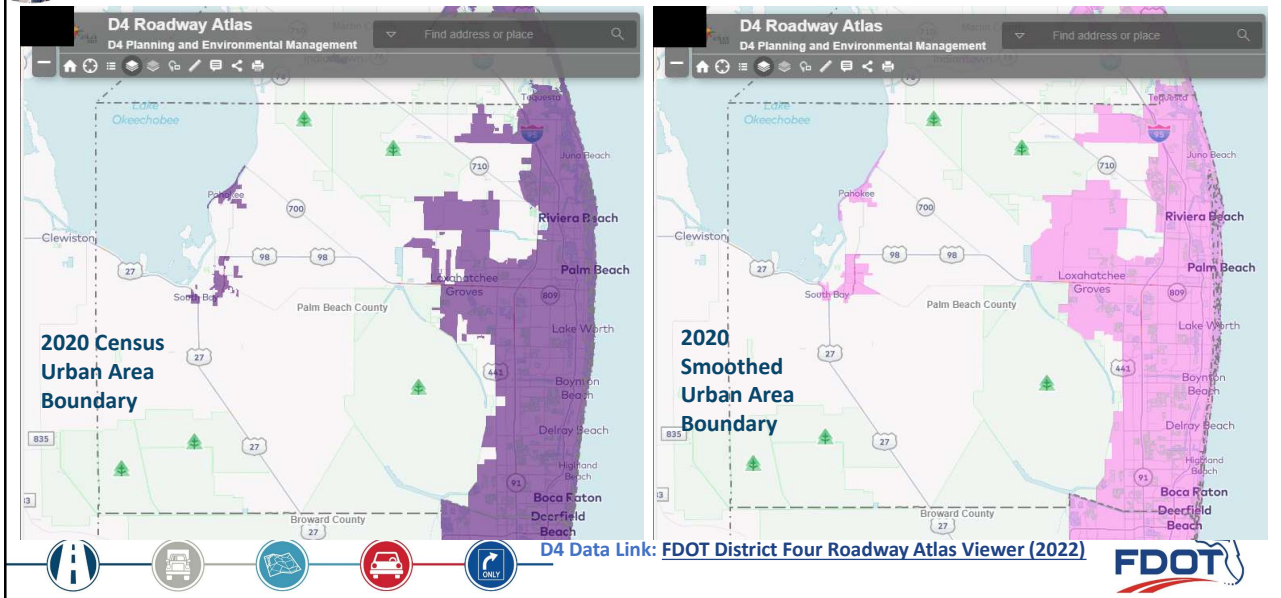 D4 Roadway Atlas
D4 Planning and Environmental Management
Find address or place
76
Lake
Okeechobee
Tequesta
95
710
Juno Beach
Pahokee
700
Riviera Beach
Clewiston
98
98
27
Loxahatchee
Groves
Palm Beach
South Bay
809
Palm Beach County
Lake Worth
2020 Census
Urban Area
Boundary
27
441
Boynton
Beach
Delray Beach
835
27
Highland
Beach
91
Boca Raton
Broward County
Deerfield
Beach
27
D4 Roadway Atlas
D4 Planning and Environmental Management
Find address or place
76
Lake
Okeechobee
Tequesta
95
710
Juno Beach
Pahokee
700
Riviera Beach
Clewiston
98
98
27
Loxahatchee
Groves
Palm Beach
South Bay
809
Palm Beach County
Lake Worth
2020
Smoothed
Urban Area
Boundary
27
441
Boynton
Beach
Delray Beach
835
27
Highland
Beach
91
Boca Raton
Broward County
Deerfield
Beach
27
ONLY
D4 Data Link: FDOT District Four Roadway Atlas Viewer (2022)
FDOT